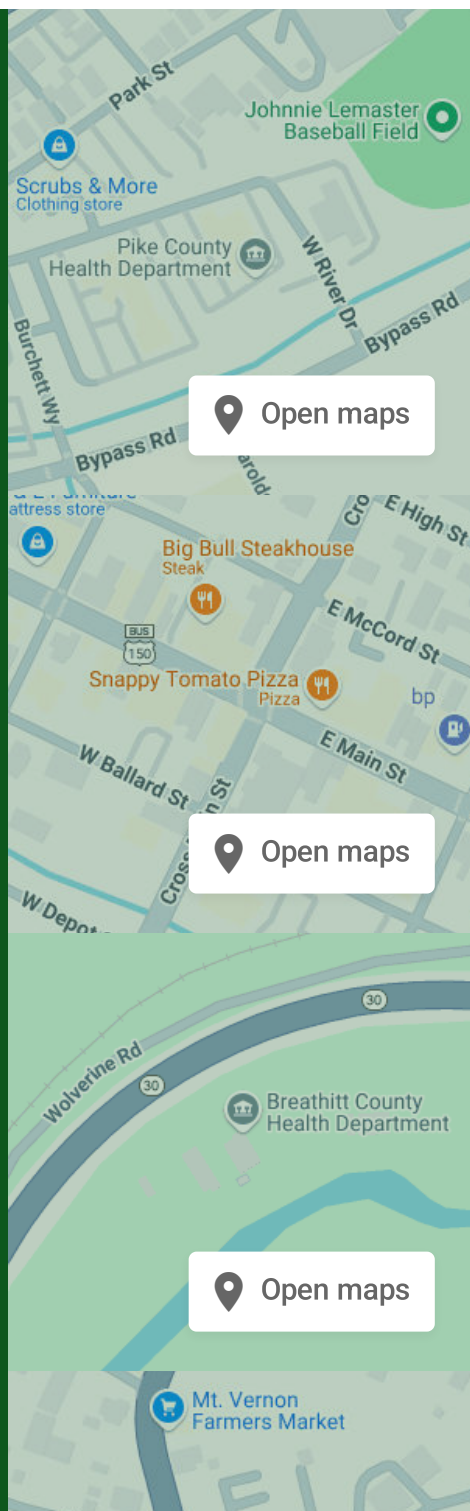 Park St
Johnnie Lemaster
Baseball Field
Scrubs & More
Clothing store
Pike County
Health Department
W River Dr
Bypass Rd
Burchett Wy
Open maps
Bypass Rd
attress store
E High St
Big Bull Steakhouse
Steak
E McCord St
BUS
150
Snappy Tomato Pizza
Pizza
bp
E Main St
W Ballard St
Open maps
W Depot
30
Wolverine Rd
30
Breathitt County
Health Department
Open maps
Mt. Vernon
Farmers Market